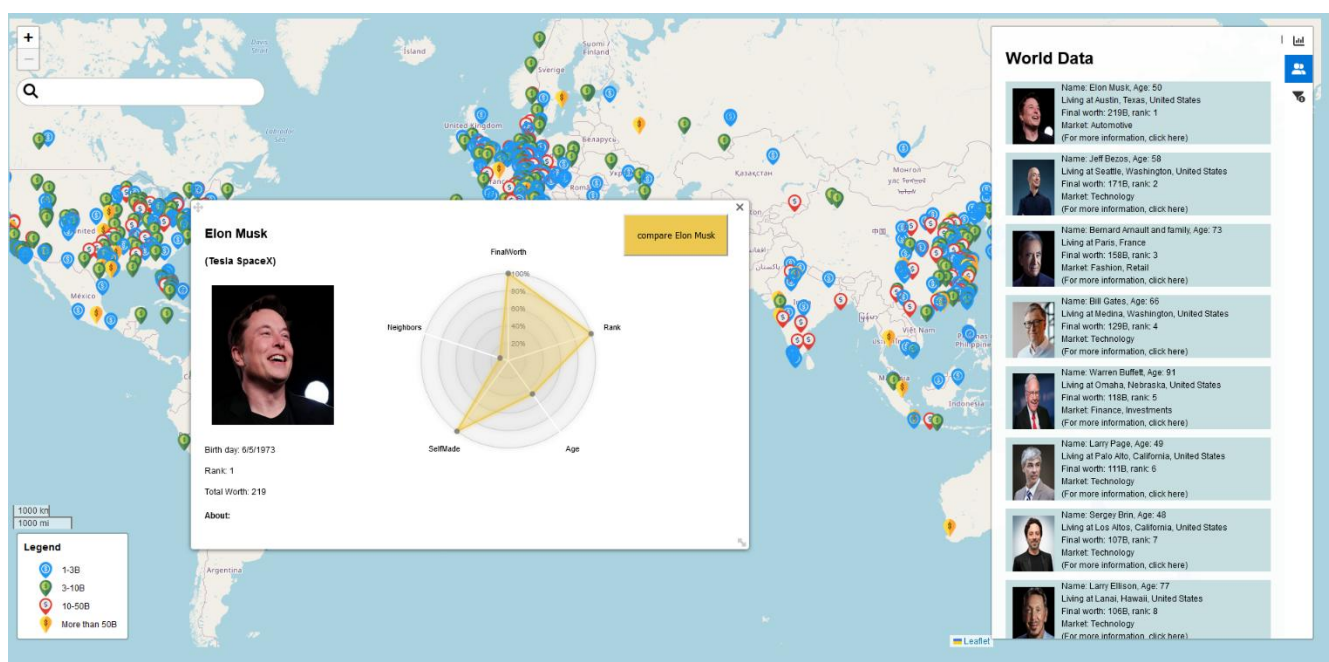 +
−
Island
Suomi /
Finland
Sverige
United Kingdom
Беларусь
Казахстан
Монгол
улс
中国
México
Việt Nam
Indonesia
Argentina
Elon Musk
(Tesla SpaceX)
compare Elon Musk
FinalWorth
100%
80%
60%
40%
20%
Neighbors
Rank
SelfMade
Age
Birth day: 6/5/1973
Rank: 1
Total Worth: 219
About:
1000 km
1000 mi
Legend
1-3B
3-10B
10-50B
More than 50B
World Data
Name: Elon Musk, Age: 50
Living at Austin, Texas, United States
Final worth: 219B, rank: 1
Market: Automotive
(For more information, click here)
Name: Jeff Bezos, Age: 58
Living at Seattle, Washington, United States
Final worth: 171B, rank: 2
Market: Technology
(For more information, click here)
Name: Bernard Arnault and family, Age: 73
Living at Paris, France
Final worth: 158B, rank: 3
Market: Fashion, Retail
(For more information, click here)
Name: Bill Gates, Age: 66
Living at Medina, Washington, United States
Final worth: 129B, rank: 4
Market: Technology
(For more information, click here)
Name: Warren Buffett, Age: 91
Living at Omaha, Nebraska, United States
Final worth: 118B, rank: 5
Market: Finance, Investments
(For more information, click here)
Name: Larry Page, Age: 49
Living at Palo Alto, California, United States
Final worth: 111B, rank: 6
Market: Technology
(For more information, click here)
Name: Sergey Brin, Age: 48
Living at Los Altos, California, United States
Final worth: 107B, rank: 7
Market: Technology
(For more information, click here)
Name: Larry Ellison, Age: 77
Living at Lanai, Hawaii, United States
Final worth: 106B, rank: 8
Market: Technology
(For more information, click here)
Leaflet